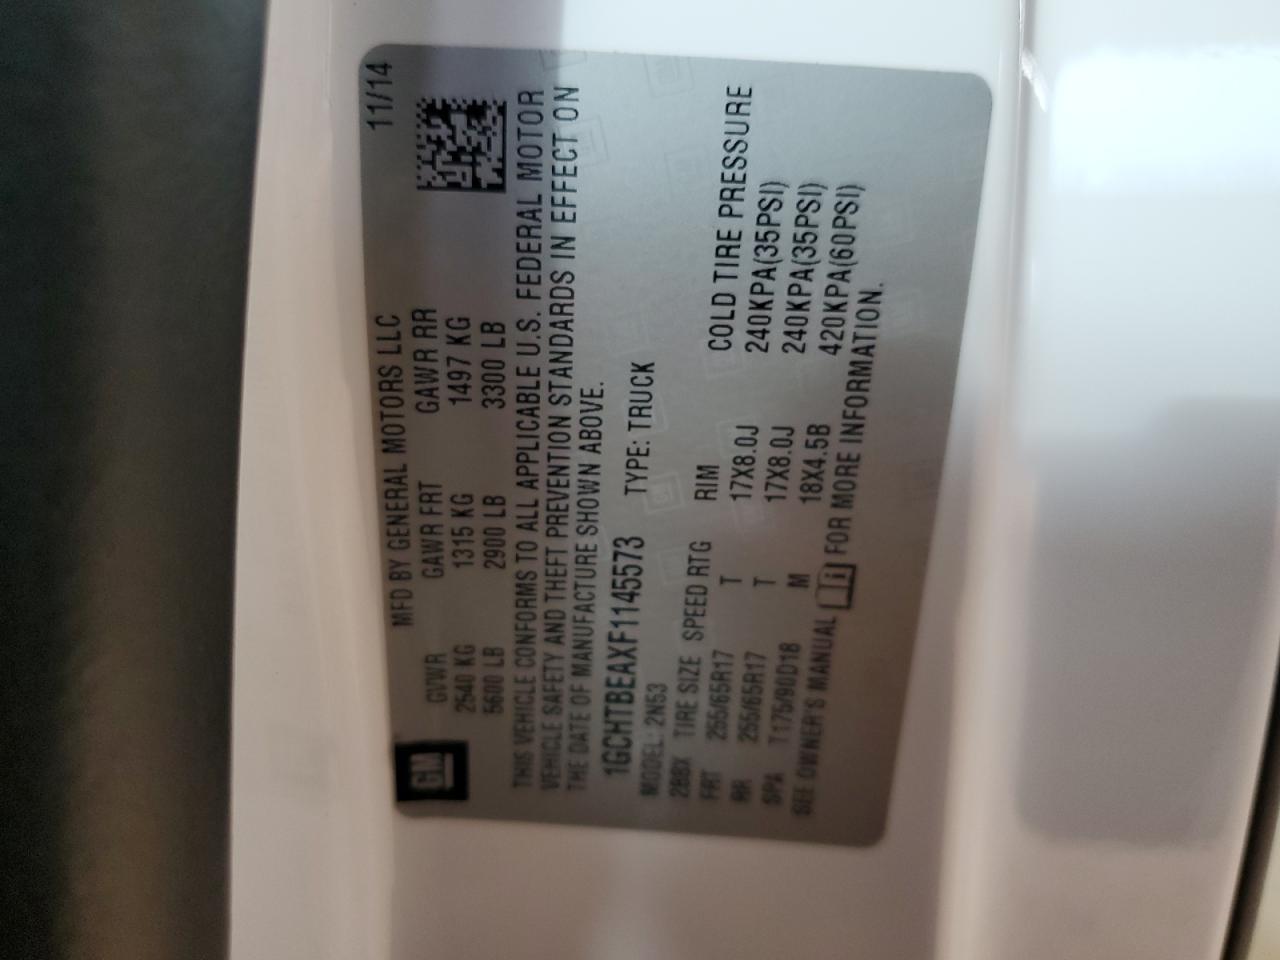 11/14
MFD BY GENERAL MOTORS LLC
GM
GVWR GAWR FRT GAWR RR
2540 KG 1315 KG 1497 KG
5600 LB 2900 LB 3300 LB
THIS VEHICLE CONFORMS TO ALL APPLICABLE U.S. FEDERAL MOTOR
VEHICLE SAFETY AND THEFT PREVENTION STANDARDS IN EFFECT ON
THE DATE OF MANUFACTURE SHOWN ABOVE.
1GCHTBEAXF1145573 TYPE: TRUCK
MODEL: 2N53
2BBX TIRE SIZE SPEED RTG RIM COLD TIRE PRESSURE
FRT 255/65R17 T 17X8.0J 240KPA(35PSI)
RR 255/65R17 T 17X8.0J 240KPA(35PSI)
SPA T175/90D18 M 18X4.5B 420KPA(60PSI)
SEE OWNER'S MANUAL i FOR MORE INFORMATION.